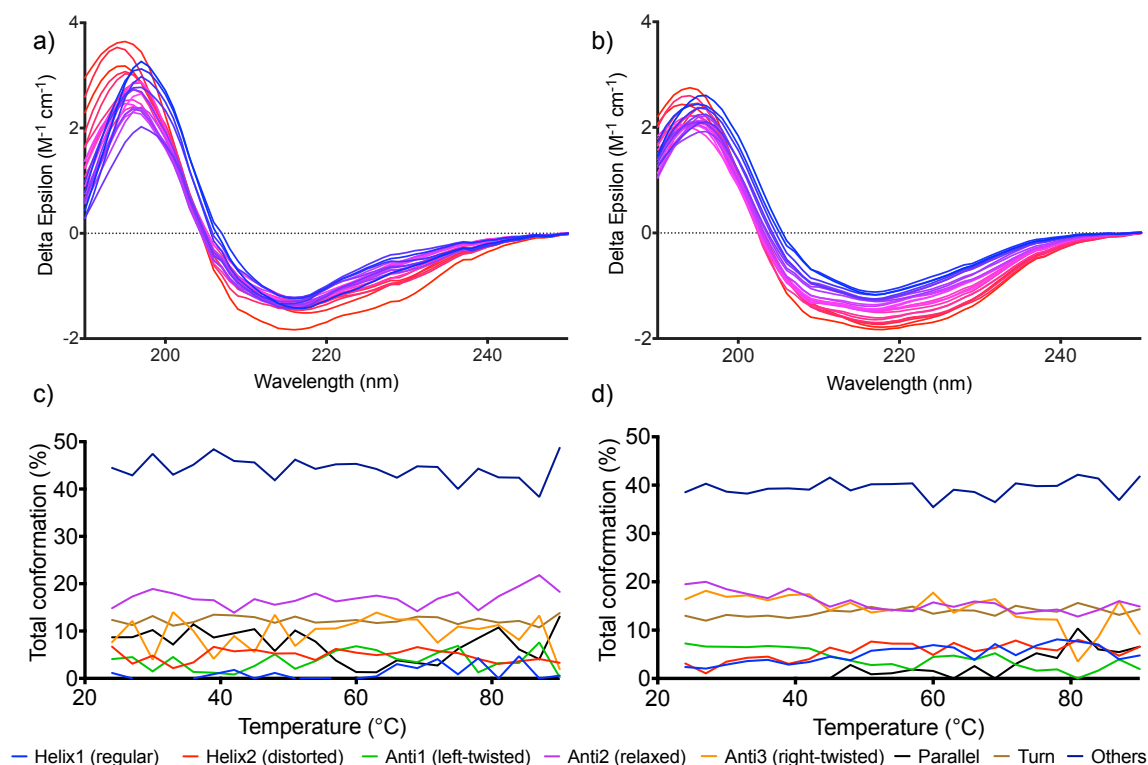 a)
b)
4
2
0
-2
Delta Epsilon (M-1 cm-1)
200 220 240
Wavelength (nm)
4
2
0
-2
Delta Epsilon (M-1 cm-1)
200 220 240
Wavelength (nm)
c)
d)
50
40
30
20
10
0
Total conformation (%)
20 40 60 80
Temperature (°C)
50
40
30
20
10
0
Total conformation (%)
20 40 60 80
Temperature (°C)
Helix1 (regular) Helix2 (distorted) Anti1 (left-twisted) Anti2 (relaxed) Anti3 (right-twisted) Parallel Turn Others